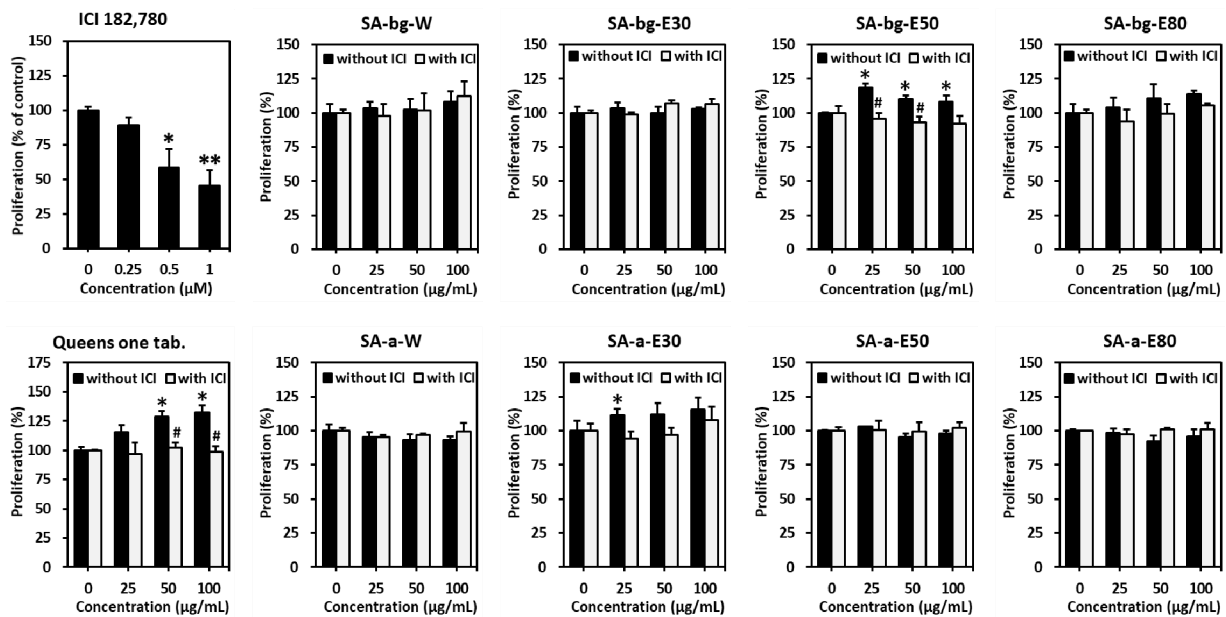 ICI 182,780
Proliferation (% of control)
150
125
100
75
50
25
0
*
**
0 0.25 0.5 1
Concentration (µM)
SA-bg-W
Proliferation (%)
150
125
100
75
50
25
0
without ICI with ICI
0 25 50 100
Concentration (µg/mL)
SA-bg-E30
Proliferation (%)
150
125
100
75
50
25
0
without ICI with ICI
0 25 50 100
Concentration (µg/mL)
SA-bg-E50
Proliferation (%)
150
125
100
75
50
25
0
without ICI with ICI
* * *
# #
0 25 50 100
Concentration (µg/mL)
SA-bg-E80
Proliferation (%)
150
125
100
75
50
25
0
without ICI with ICI
0 25 50 100
Concentration (µg/mL)
Queens one tab.
Proliferation (%)
175
150
125
100
75
50
25
0
without ICI with ICI
* *
# #
0 25 50 100
Concentration (µg/mL)
SA-a-W
Proliferation (%)
150
125
100
75
50
25
0
without ICI with ICI
0 25 50 100
Concentration (µg/mL)
SA-a-E30
Proliferation (%)
150
125
100
75
50
25
0
without ICI with ICI
*
0 25 50 100
Concentration (µg/mL)
SA-a-E50
Proliferation (%)
150
125
100
75
50
25
0
without ICI with ICI
0 25 50 100
Concentration (µg/mL)
SA-a-E80
Proliferation (%)
150
125
100
75
50
25
0
without ICI with ICI
0 25 50 100
Concentration (µg/mL)